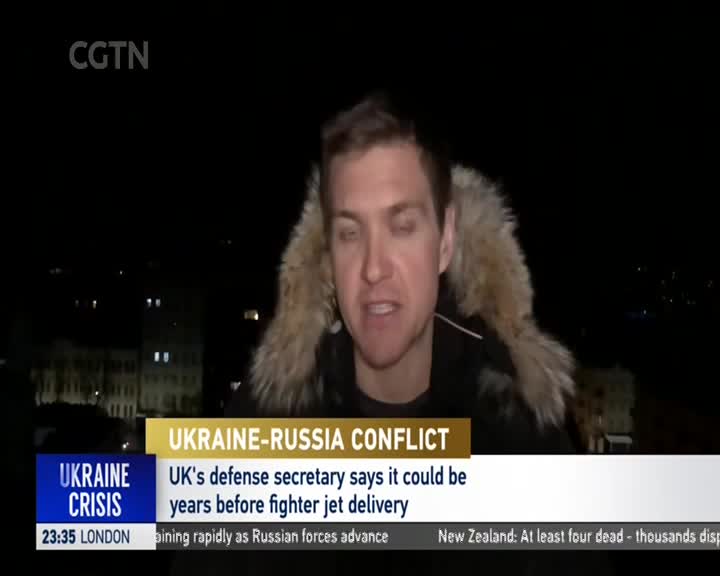 CGTN
UKRAINE-RUSSIA CONFLICT
UKRAINE
CRISIS
UK's defense secretary says it could be
years before fighter jet delivery
23:35 LONDON
rapidly as Russian forces advance New Zealand: At least four dead - thousands